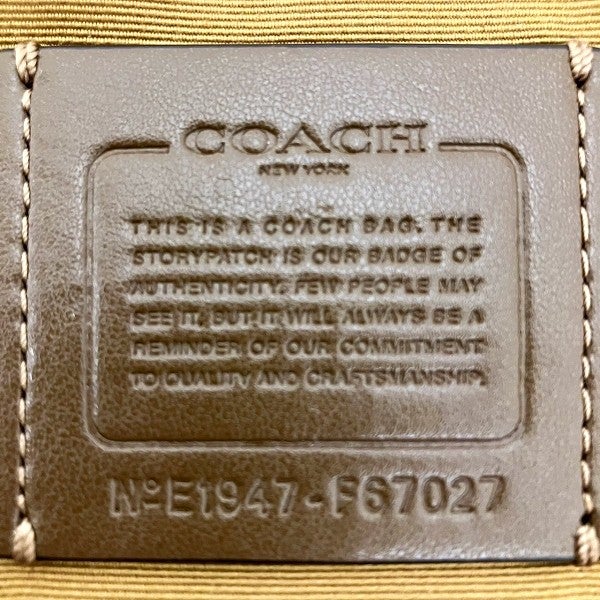 COACH
NEW YORK
THIS IS A COACH BAG. THE
STORYPATCH IS OUR BADGE OF
AUTHENTICITY. FEW PEOPLE MAY
SEE IT, BUT IT WILL ALWAYS BE A
REMINDER OF OUR COMMITMENT
TO QUALITY AND CRAFTSMANSHIP.
NºE1947-F67027